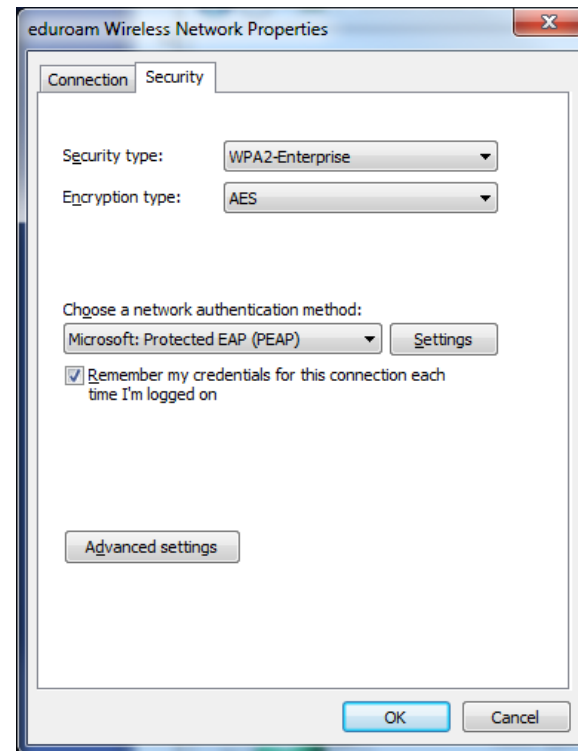 eduroam Wireless Network Properties
Connection
Security
Security type:
WPA2-Enterprise
Encryption type:
AES
Choose a network authentication method:
Microsoft: Protected EAP (PEAP)
Settings
Remember my credentials for this connection each
time I'm logged on
Advanced settings
OK
Cancel